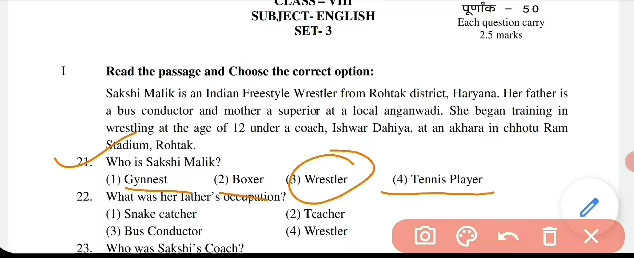 CLASS – VIII
SUBJECT- ENGLISH
SET- 3
पूर्णांक – 50
Each question carry
2.5 marks
I Read the passage and Choose the correct option:
Sakshi Malik is an Indian Freestyle Wrestler from Rohtak district, Haryana. Her father is
a bus conductor and mother a superior at a local anganwadi. She began training in
wrestling at the age of 12 under a coach, Ishwar Dahiya, at an akhara in chhotu Ram
Stadium, Rohtak.
21. Who is Sakshi Malik?
(1) Gynnest (2) Boxer (3) Wrestler (4) Tennis Player
22. What was her father's occupation?
(1) Snake catcher (2) Teacher
(3) Bus Conductor (4) Wrestler
23. Who was Sakshi's Coach?